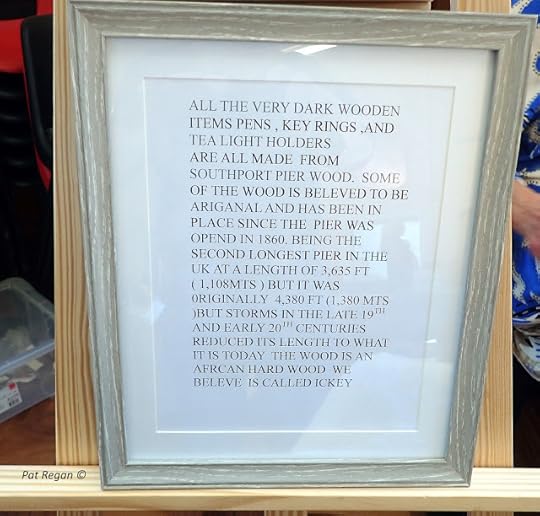 ALL THE VERY DARK WOODEN
ITEMS PENS , KEY RINGS ,AND
TEA LIGHT HOLDERS
ARE ALL MADE FROM
SOUTHPORT PIER WOOD. SOME
OF THE WOOD IS BELEVED TO BE
ARIGANAL AND HAS BEEN IN
PLACE SINCE THE PIER WAS
OPEND IN 1860. BEING THE
SECOND LONGEST PIER IN THE
UK AT A LENGTH OF 3,635 FT
( 1,108MTS ) BUT IT WAS
0RIGINALLY 4,380 FT (1,380 MTS
)BUT STORMS IN THE LATE 19TH
AND EARLY 20TH CENTURIES
REDUCED ITS LENGTH TO WHAT
IT IS TODAY THE WOOD IS AN
AFRCAN HARD WOOD WE
BELEVE IS CALLED ICKEY
Pat Regan ©